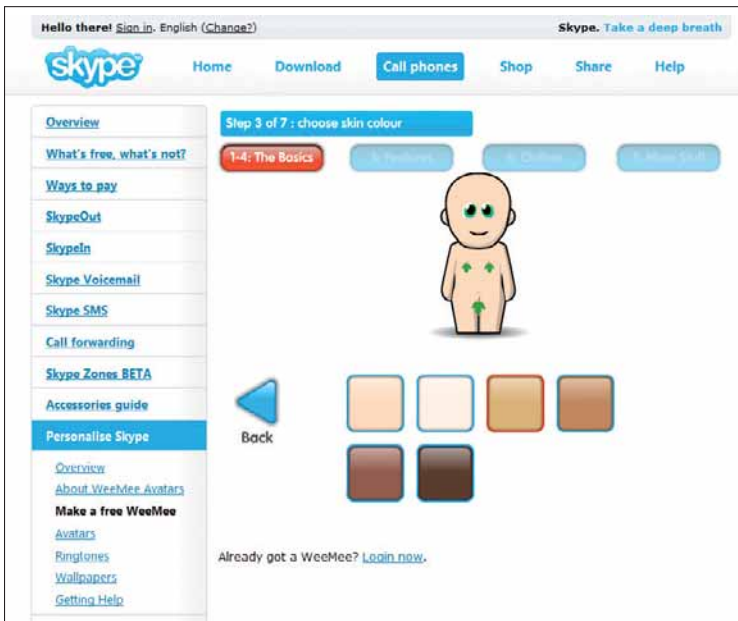 Hello there! Sign in. English (Change?)
Skype. Take a deep breath
skype
Home Download Call phones Shop Share Help
Overview
What's free, what's not?
Ways to pay
SkypeOut
SkypeIn
Skype Voicemail
Skype SMS
Call forwarding
Skype Zones BETA
Accessories guide
Personalise Skype
Overview
About WeeMee Avatars
Make a free WeeMee
Avatars
Ringtones
Wallpapers
Getting Help
Step 3 of 7 : choose skin colour
1-4: The Basics
Back
Already got a WeeMee? Login now.